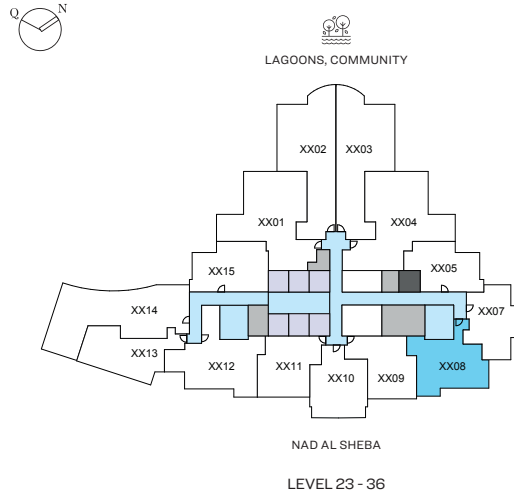 Q N
LAGOONS, COMMUNITY
XX02 XX03
XX01 XX04
XX15 XX05
XX14 XX07
XX13 XX12 XX11 XX10 XX09 XX08
NAD AL SHEBA
LEVEL 23 - 36